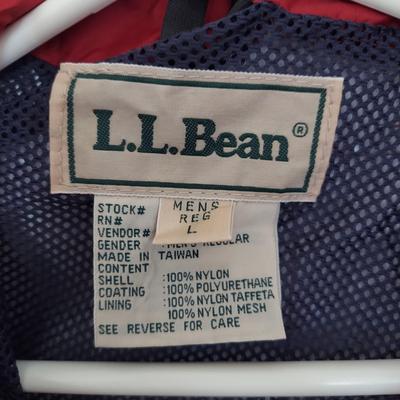 L.L.Bean®
MENS
REG
L
STOCK#
RN#
VENDOR#
GENDER :MEN'S REGULAR
MADE IN TAIWAN
CONTENT
SHELL :100% NYLON
COATING :100% POLYURETHANE
LINING :100% NYLON TAFFETA
:100% NYLON MESH
SEE REVERSE FOR CARE